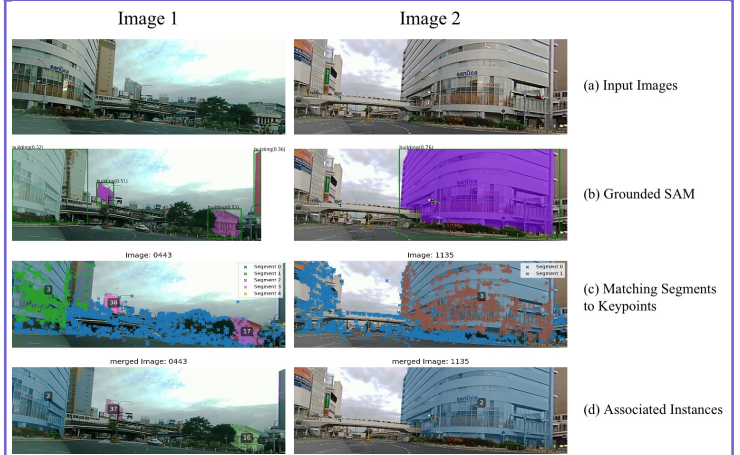 Image 1
Image 2
(a) Input Images
building(0.52)
building(0.51)
building(0.52)
building(0.36)
building(0.76)
(b) Grounded SAM
Image: 0443
Image: 1135
Segment 0
Segment 1
Segment 2
Segment 3
Segment 4
3
38
17
Segment 0
Segment 1
3
(c) Matching Segments
to Keypoints
merged Image: 0443
merged Image: 1135
2
37
16
2
(d) Associated Instances